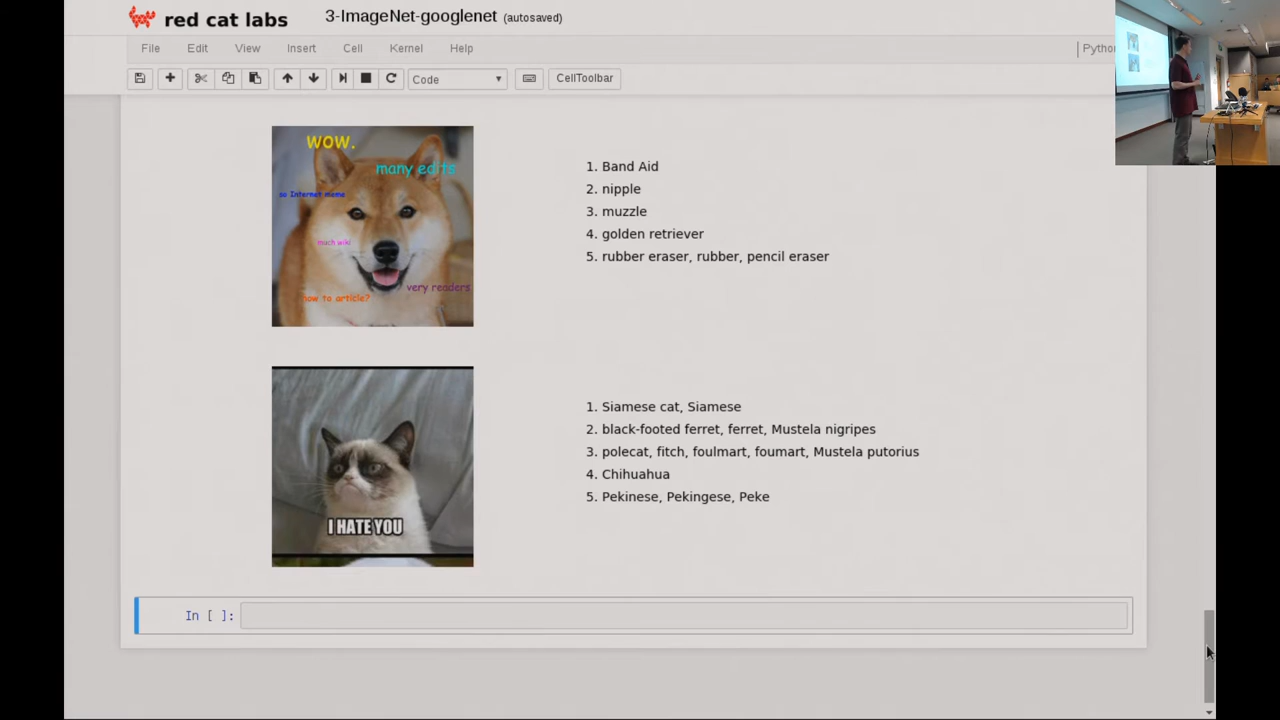 red cat labs
3-ImageNet-googlenet (autosaved)
File Edit View Insert Cell Kernel Help
Python
Code
CellToolbar
wow.
many edits
so Internet meme
much wiki
very readers
how to article?
1. Band Aid
2. nipple
3. muzzle
4. golden retriever
5. rubber eraser, rubber, pencil eraser
I HATE YOU
1. Siamese cat, Siamese
2. black-footed ferret, ferret, Mustela nigripes
3. polecat, fitch, foulmart, foumart, Mustela putorius
4. Chihuahua
5. Pekinese, Pekingese, Peke
In [ ]: